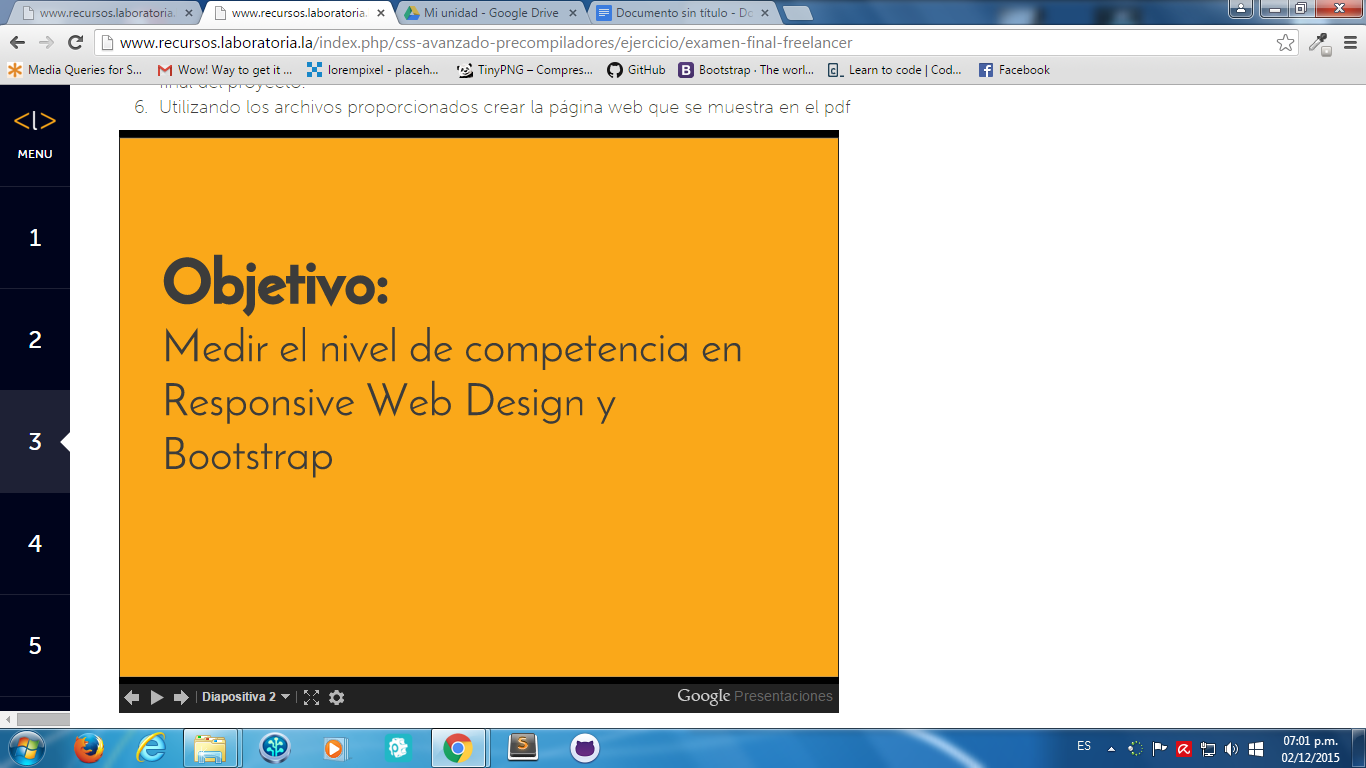 www.recursos.laboratoria.
www.recursos.laboratoria.
Mi unidad - Google Drive
Documento sin título - Do
www.recursos.laboratoria.la/index.php/css-avanzado-precompiladores/ejercicio/examen-final-freelancer
Media Queries for S...
Wow! Way to get it ...
lorempixel - placeh...
TinyPNG – Compres...
GitHub
Bootstrap · The worl...
Learn to code | Cod...
Facebook
final del proyecto.
6. Utilizando los archivos proporcionados crear la página web que se muestra en el pdf
<l>
MENU
1
2
3
4
5
Objetivo:
Medir el nivel de competencia en
Responsive Web Design y
Bootstrap
Diapositiva 2
Google Presentaciones
ES
07:01 p.m.
02/12/2015